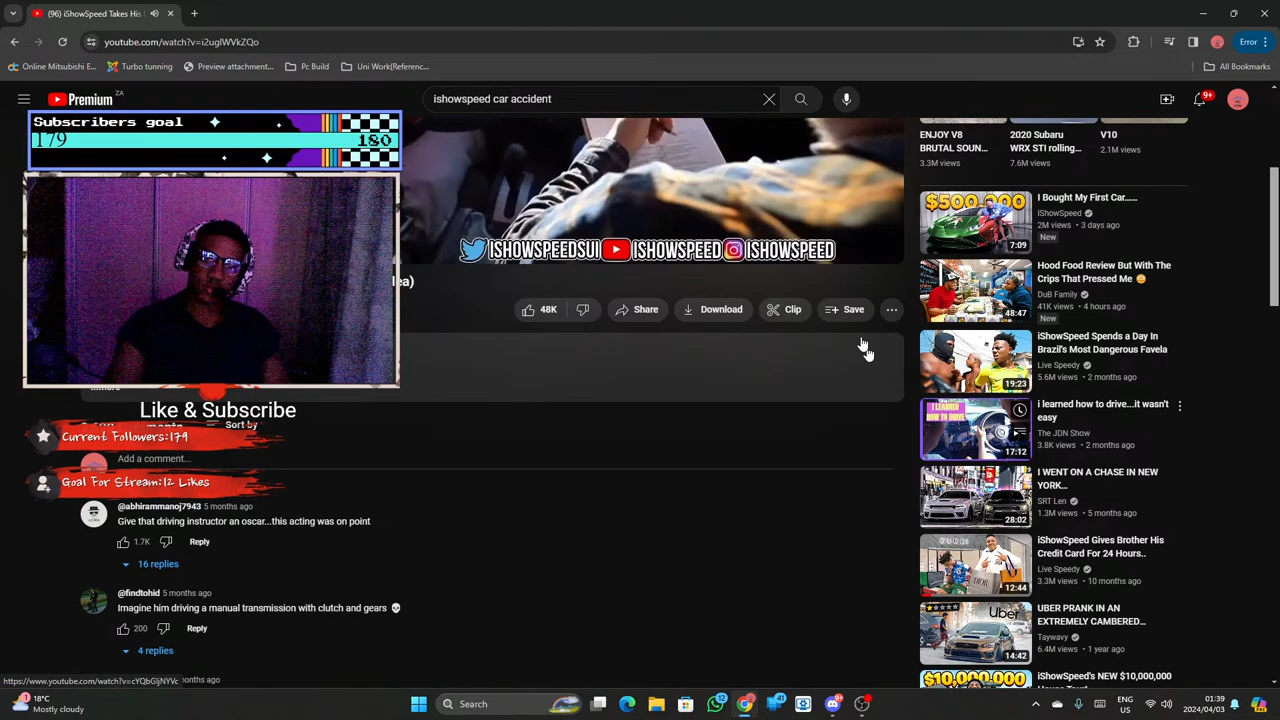 (96) iShowSpeed Takes His
youtube.com/watch?v=i2uglWVkZQo
Error
Online Mitsubishi E...
Turbo tunning
Preview attachment...
Pc Build
Uni Work(Referenc...
All Bookmarks
Premium ZA
ishowspeed car accident
9+
Subscribers goal
179
180
ISHOWSPEEDSUI ISHOWSPEED ISHOWSPEED
48K
Share
Download
Clip
Save
...more
Like & Subscribe
Sort by
Current Followers:179
Add a comment...
Goal For Stream:12 Likes
@abhirammanoj7943 5 months ago
Give that driving instructor an oscar...this acting was on point
1.7K
Reply
16 replies
@findtohid 5 months ago
Imagine him driving a manual transmission with clutch and gears 💀
200
Reply
4 replies
months ago
ENJOY V8
BRUTAL SOUN...
3.3M views
2020 Subaru
WRX STI rolling...
7.6M views
V10
2.1M views
$500,000
7:09
I Bought My First Car......
IShowSpeed
2M views • 3 days ago
New
48:47
Hood Food Review But With The
Crips That Pressed Me
DuB Family
41K views • 4 hours ago
New
19:23
iShowSpeed Spends a Day In
Brazil's Most Dangerous Favela
Live Speedy
5.6M views • 2 months ago
I LEARNED
HOW TO DRIVE
17:12
i learned how to drive...it wasn't
easy
The JDN Show
3.8K views • 2 months ago
28:02
I WENT ON A CHASE IN NEW
YORK...
SRT Len
1.3M views • 5 months ago
DIOR
12:44
iShowSpeed Gives Brother His
Credit Card For 24 Hours..
Live Speedy
3.3M views • 10 months ago
Uber
14:42
UBER PRANK IN AN
EXTREMELY CAMBERED...
Taywavy
6.4M views • 1 year ago
$10,000,000
iShowSpeed's NEW $10,000,000
18°C
Mostly cloudy
Search
12
ENG
US
01:39
2024/04/03